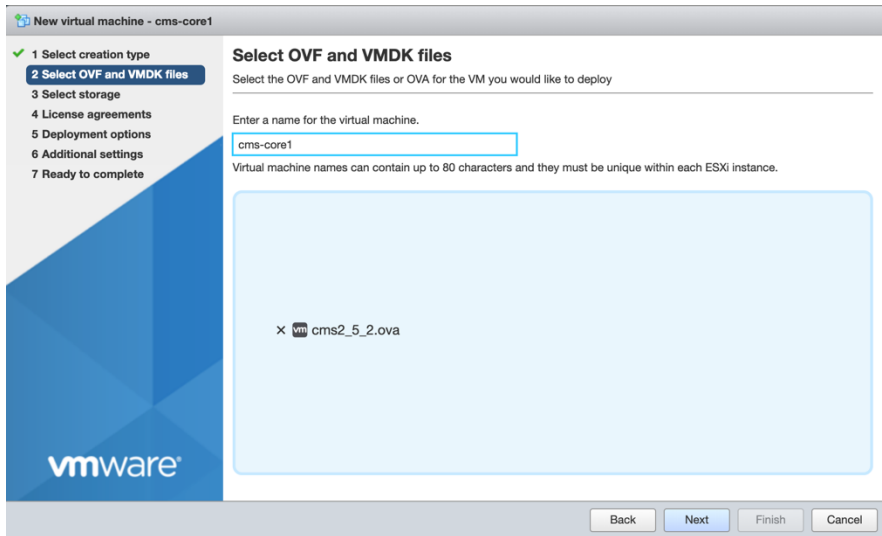 New virtual machine - cms-core1
1 Select creation type
2 Select OVF and VMDK files
3 Select storage
4 License agreements
5 Deployment options
6 Additional settings
7 Ready to complete
vmware®
Select OVF and VMDK files
Select the OVF and VMDK files or OVA for the VM you would like to deploy
Enter a name for the virtual machine.
cms-core1
Virtual machine names can contain up to 80 characters and they must be unique within each ESXi instance.
× vm cms2_5_2.ova
Back Next Finish Cancel